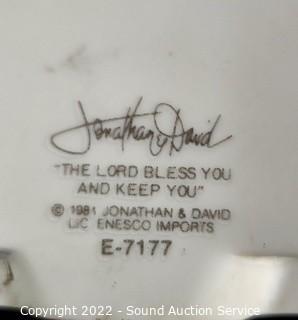 Jonathan & David
"THE LORD BLESS YOU
AND KEEP YOU"
© 1981 JONATHAN & DAVID
LIC ENESCO IMPORTS
E-7177
Copyright 2022 - Sound Auction Service